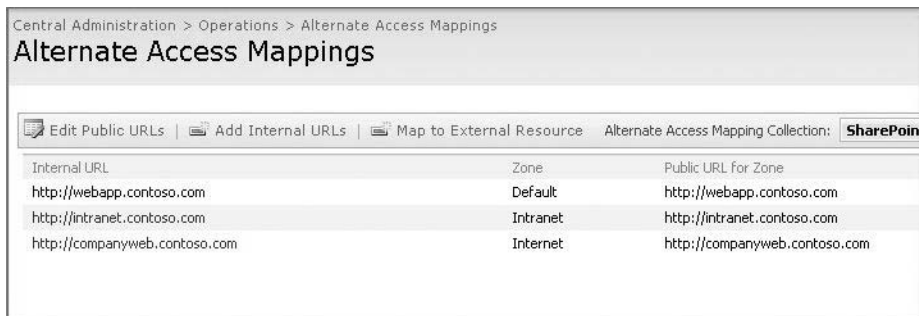 Central Administration > Operations > Alternate Access Mappings
Alternate Access Mappings
Edit Public URLs | Add Internal URLs | Map to External Resource Alternate Access Mapping Collection: SharePoin
Internal URL Zone Public URL for Zone
http://webapp.contoso.com Default http://webapp.contoso.com
http://intranet.contoso.com Intranet http://intranet.contoso.com
http://companyweb.contoso.com Internet http://companyweb.contoso.com